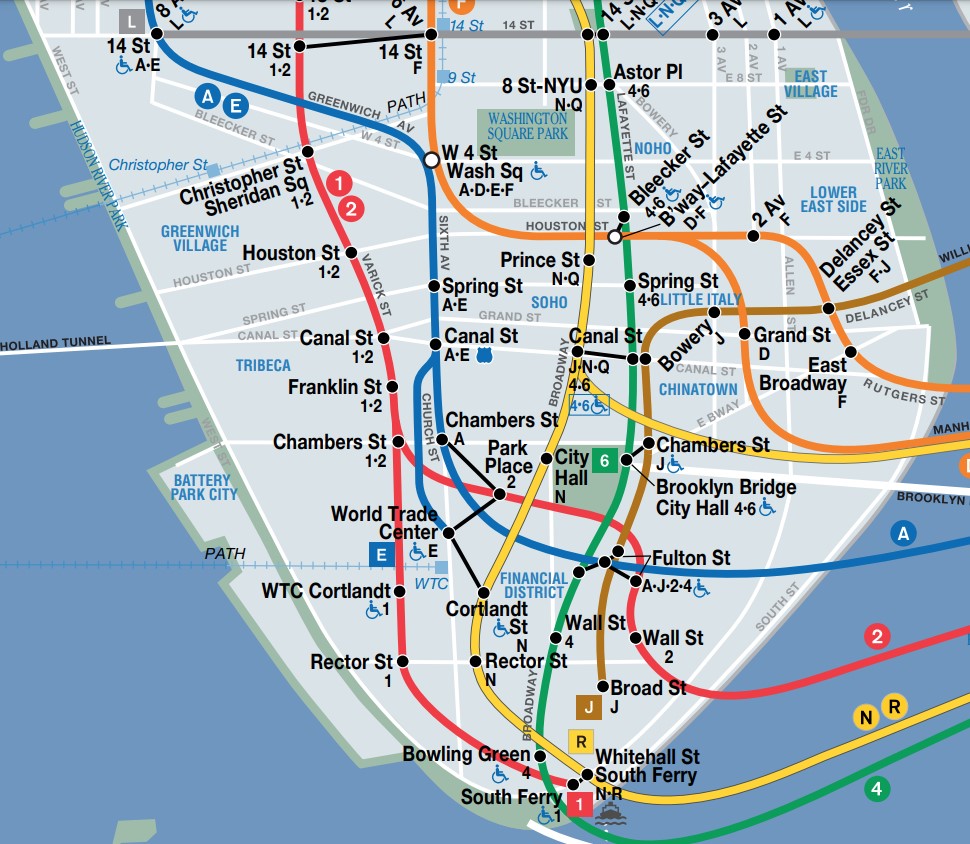 8 Av
L
1·2
6 Av
L
F
14 St
L·N·Q
L·N·Q
3 Av
L
1 Av
L
L
14 St
A·E
14 St
1·2
14 St
F
14 St
14 ST
9 St
PATH
8 St-NYU
N·Q
Astor Pl
4·6
3 AV
2 AV
1 AV
E 8 ST
EAST
VILLAGE
WEST ST
A
E
GREENWICH
AV
BLEECKER ST
W 4 ST
WASHINGTON
SQUARE PARK
LAFAYETTE ST
BOWERY
NOHO
FDR DR
HUDSON RIVER PARK
Christopher St
Christopher St
Sheridan Sq
1·2
W 4 St
Wash Sq
A·D·E·F
Bleecker St
4·6
B'way-Lafayette St
D·F
E 4 ST
EAST
RIVER
PARK
LOWER
EAST SIDE
1
2
BLEECKER ST
HOUSTON ST
2 Av
F
Delancey St
Essex St
F·J
GREENWICH
VILLAGE
Houston St
1·2
SIXTH AV
VARICK ST
Prince St
N·Q
HOUSTON ST
Spring St
A·E
SOHO
Spring St
4·6
LITTLE ITALY
ALLEN ST
DELANCEY ST
SPRING ST
GRAND ST
CANAL ST
HOLLAND TUNNEL
Canal St
1·2
Canal St
A·E
Canal St
J·N·Q
4·6
4·6
Bowery
J
Grand St
D
East
Broadway
F
TRIBECA
BROADWAY
CANAL ST
CHINATOWN
RUTGERS ST
E BWAY
Franklin St
1·2
CHURCH ST
Chambers St
A
Chambers St
1·2
WEST ST
Park
Place
2
City
Hall
N
6
Chambers St
J
MANH
Brooklyn Bridge
City Hall 4·6
BROOKLYN
BATTERY
PARK CITY
World Trade
Center
E
E
PATH
WTC
A
Fulton St
A·J·2·4
FINANCIAL
DISTRICT
WTC Cortlandt
1
Cortlandt
St
N
SOUTH ST
Wall St
4
Wall St
2
2
Rector St
1
Rector St
N
BROADWAY
Broad St
J
J
N
R
R
Bowling Green
4
Whitehall St
South Ferry
N·R
South Ferry
1
1
4